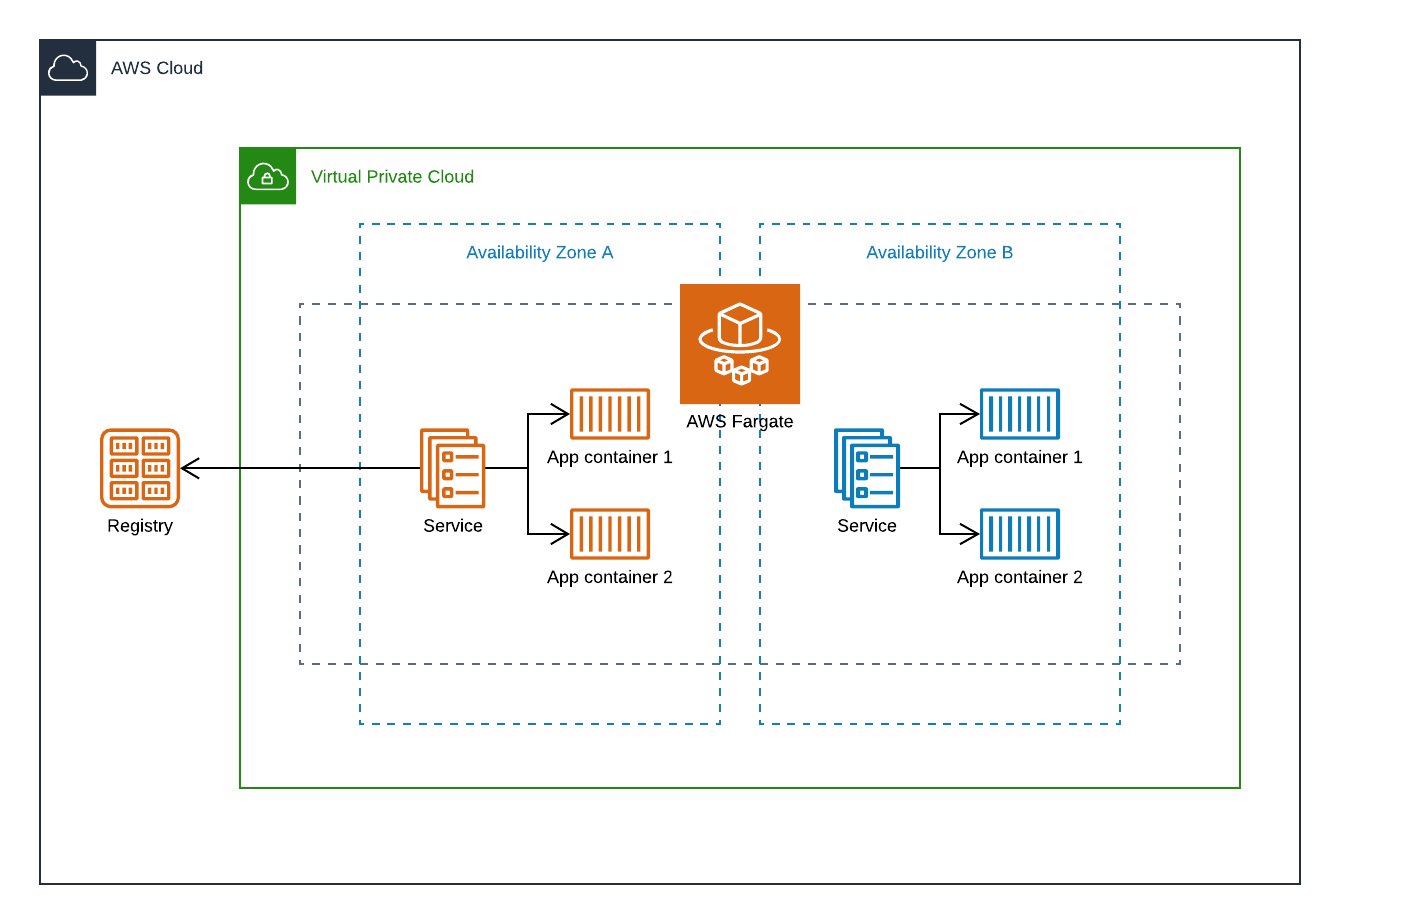 AWS Cloud
Virtual Private Cloud
Availability Zone A
Availability Zone B
AWS Fargate
App container 1
App container 1
Registry
Service
Service
App container 2
App container 2